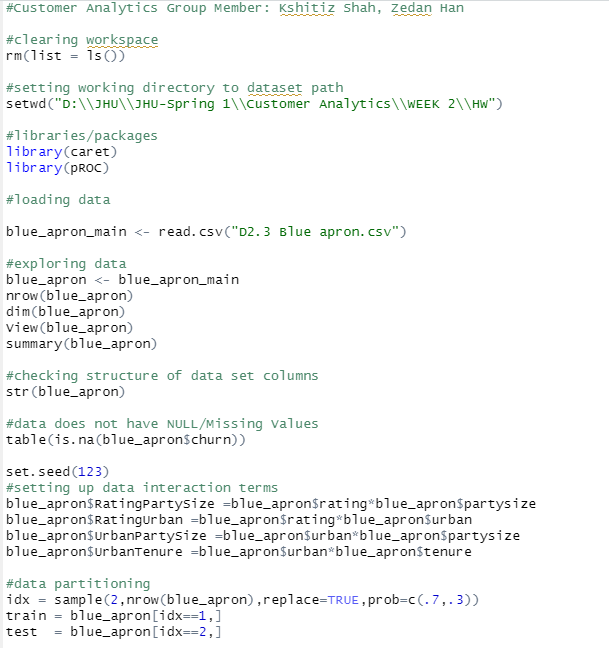 #Customer Analytics Group Member: Kshitiz Shah, Zedan Han
#clearing workspace
rm(list = ls())
#setting working directory to dataset path
setwd("D:\\JHU\\JHU-Spring 1\\Customer Analytics\\WEEK 2\\HW")
#libraries/packages
library(caret)
library(pROC)
#loading data
blue_apron_main <- read.csv("D2.3 Blue apron.csv")
#exploring data
blue_apron <- blue_apron_main
nrow(blue_apron)
dim(blue_apron)
View(blue_apron)
summary(blue_apron)
#checking structure of data set columns
str(blue_apron)
#data does not have NULL/Missing Values
table(is.na(blue_apron$churn))
set.seed(123)
#setting up data interaction terms
blue_apron$RatingPartySize =blue_apron$rating*blue_apron$partysize
blue_apron$RatingUrban =blue_apron$rating*blue_apron$urban
blue_apron$UrbanPartySize =blue_apron$urban*blue_apron$partysize
blue_apron$UrbanTenure =blue_apron$urban*blue_apron$tenure
#data partitioning
idx = sample(2,nrow(blue_apron),replace=TRUE,prob=c(.7,.3))
train = blue_apron[idx==1,]
test  = blue_apron[idx==2,]